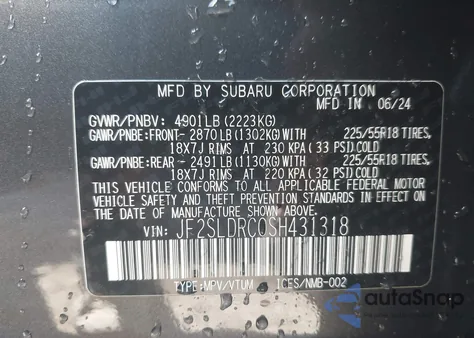 MFD BY SUBARU CORPORATION
MFD IN 06/24
GVWR/PNBV: 4901LB(2223KG)
GAWR/PNBE:FRONT- 2870LB(1302KG)WITH 225/55R18 TIRES,
18X7J RIMS AT 230 KPA (33 PSI)COLD
GAWR/PNBE:REAR - 2491LB(1130KG)WITH 225/55R18 TIRES,
18X7J RIMS AT 220 KPA (32 PSI)COLD
THIS VEHICLE CONFORMS TO ALL APPLICABLE FEDERAL MOTOR
VEHICLE SAFETY AND THEFT PREVENTION STANDARDS
IN EFFECT ON THE DATE OF MANUFACTURE SHOWN ABOVE.
VIN: JF2SLDRC0SH431318
TYPE:MPV/VTUM ICES/NMB-002
autoSnap